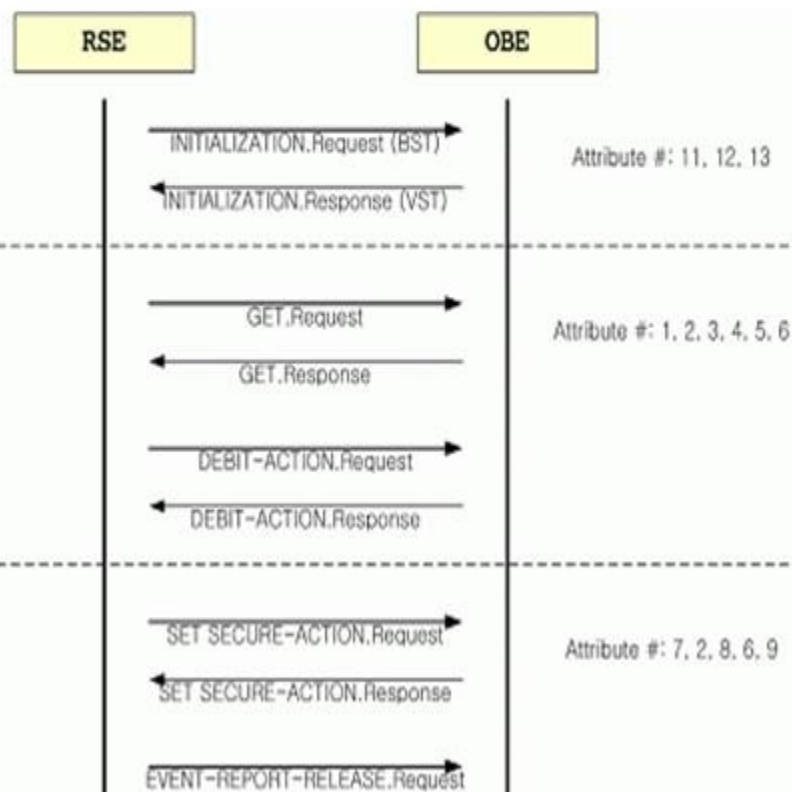 RSE
OBE
INITIALIZATION.Request (BST)
Attribute #: 11, 12, 13
INITIALIZATION.Response (VST)
GET.Request
Attribute #: 1, 2, 3, 4, 5, 6
GET.Response
DEBIT-ACTION.Request
DEBIT-ACTION.Response
SET SECURE-ACTION.Request
Attribute #: 7, 2, 8, 6, 9
SET SECURE-ACTION.Response
EVENT-REPORT-RELEASE.Request